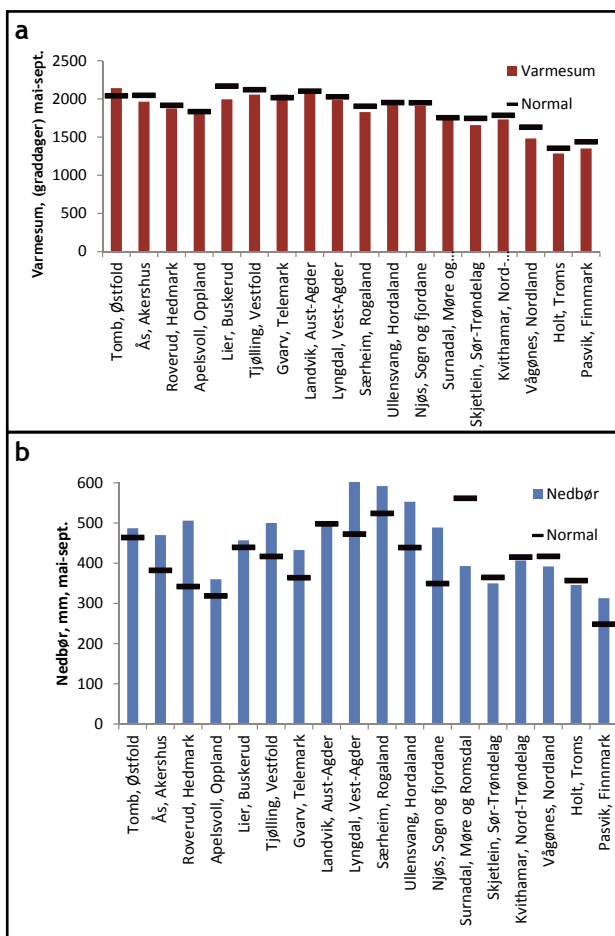 a
2500
2000
1500
1000
500
0
Varmesum, (graddager) mai-sept.
Varmesum
Normal
Tomb, Østfold
Ås, Akershus
Roverud, Hedmark
Apelsvoll, Oppland
Lier, Buskerud
Tjølling, Vestfold
Gvarv, Telemark
Landvik, Aust-Agder
Lyngdal, Vest-Agder
Særheim, Rogaland
Ullensvang, Hordaland
Njøs, Sogn og fjordane
Surnadal, Møre og…
Skjetlein, Sør-Trøndelag
Kvithamar, Nord-…
Vågønes, Nordland
Holt, Troms
Pasvik, Finnmark
b
600
500
400
300
200
100
0
Nedbør, mm, mai-sept.
Nedbør
Normal
Tomb, Østfold
Ås, Akershus
Roverud, Hedmark
Apelsvoll, Oppland
Lier, Buskerud
Tjølling, Vestfold
Gvarv, Telemark
Landvik, Aust-Agder
Lyngdal, Vest-Agder
Særheim, Rogaland
Ullensvang, Hordaland
Njøs, Sogn og fjordane
Surnadal, Møre og Romsdal
Skjetlein, Sør-Trøndelag
Kvithamar, Nord-Trøndelag
Vågønes, Nordland
Holt, Troms
Pasvik, Finnmark